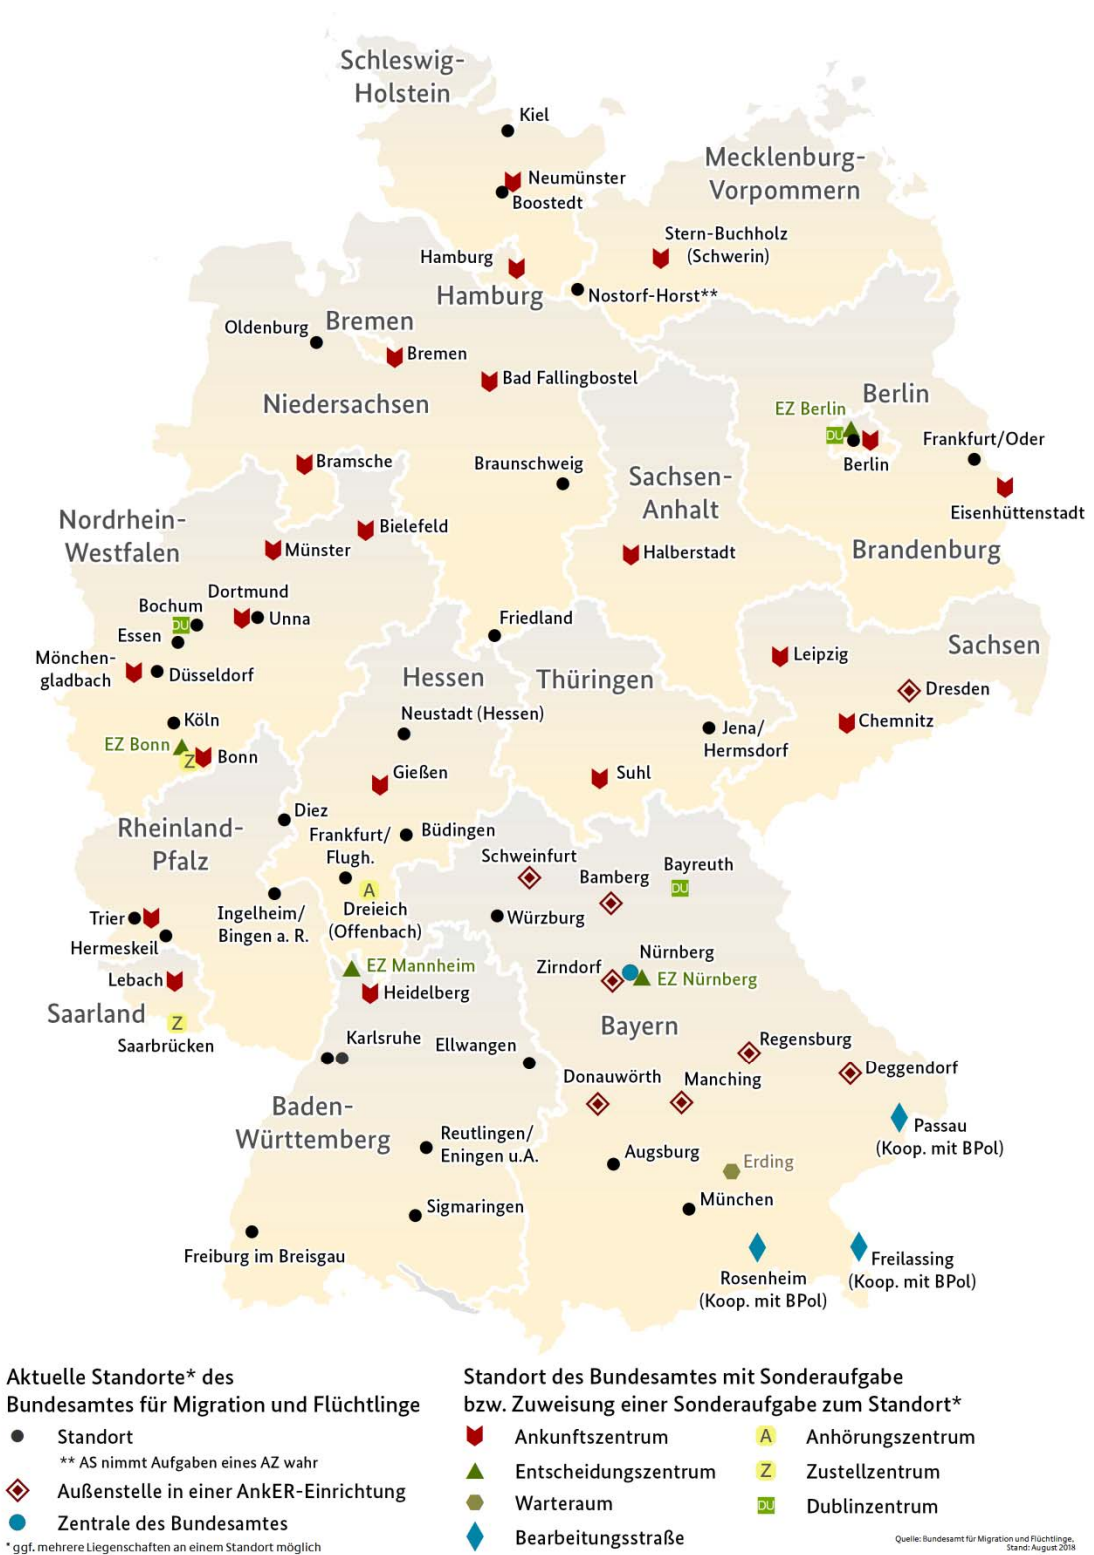 Schleswig-
Holstein
Kiel
Mecklenburg-
Vorpommern
Neumünster
Boostedt
Stern-Buchholz
(Schwerin)
Hamburg
Hamburg
Nostorf-Horst**
Oldenburg
Bremen
Bremen
Bad Fallingbostel
Niedersachsen
Berlin
EZ Berlin
DU
Berlin
Frankfurt/Oder
Bramsche
Braunschweig
Sachsen-
Anhalt
Eisenhüttenstadt
Nordrhein-
Westfalen
Bielefeld
Münster
Halberstadt
Brandenburg
Dortmund
Bochum
DU
Unna
Essen
Friedland
Mönchen-
gladbach
Düsseldorf
Hessen
Thüringen
Leipzig
Sachsen
Dresden
Köln
Neustadt (Hessen)
Jena/
Hermsdorf
Chemnitz
EZ Bonn
Z
Bonn
Gießen
Suhl
Rheinland-
Pfalz
Diez
Frankfurt/
Flugh.
Büdingen
Schweinfurt
Bamberg
Bayreuth
DU
A
Dreieich
(Offenbach)
Ingelheim/
Bingen a. R.
Trier
Hermeskeil
Würzburg
Nürnberg
Zirndorf
EZ Nürnberg
EZ Mannheim
Heidelberg
Lebach
Saarland
Z
Saarbrücken
Bayern
Karlsruhe
Ellwangen
Regensburg
Deggendorf
Donauwörth
Manching
Baden-
Württemberg
Passau
(Koop. mit BPol)
Reutlingen/
Eningen u.A.
Augsburg
Erding
München
Sigmaringen
Freiburg im Breisgau
Rosenheim
(Koop. mit BPol)
Freilassing
(Koop. mit BPol)
Aktuelle Standorte* des
Bundesamtes für Migration und Flüchtlinge
Standort
** AS nimmt Aufgaben eines AZ wahr
Außenstelle in einer AnkER-Einrichtung
Zentrale des Bundesamtes
* ggf. mehrere Liegenschaften an einem Standort möglich
Standort des Bundesamtes mit Sonderaufgabe
bzw. Zuweisung einer Sonderaufgabe zum Standort*
Ankunftszentrum
Entscheidungszentrum
Warteraum
Bearbeitungsstraße
A Anhörungszentrum
Z Zustellzentrum
DU Dublinzentrum
Quelle: Bundesamt für Migration und Flüchtlinge,
Stand: August 2018